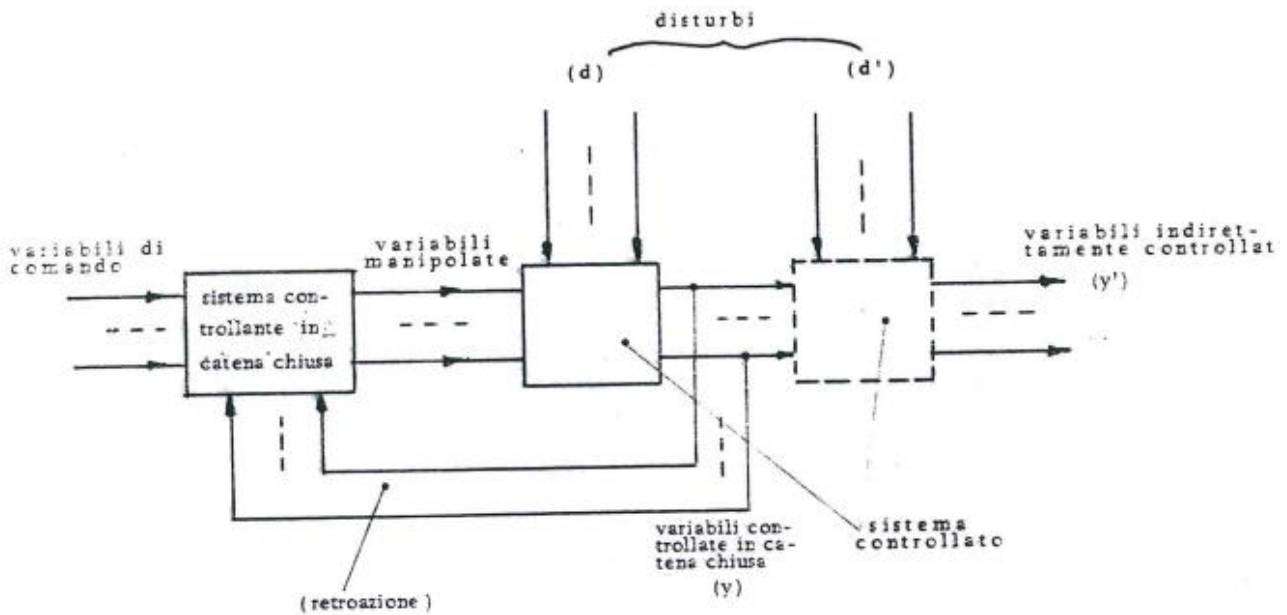 disturbi
(d)
(d')
variabili di
comando
variabili
manipolate
variabili indiret-
tamente controllat
(y')
sistema con-
trollante in
catena chiusa
variabili con-
trollate in ca-
tena chiusa
(y)
sistema
controllato
(retroazione)